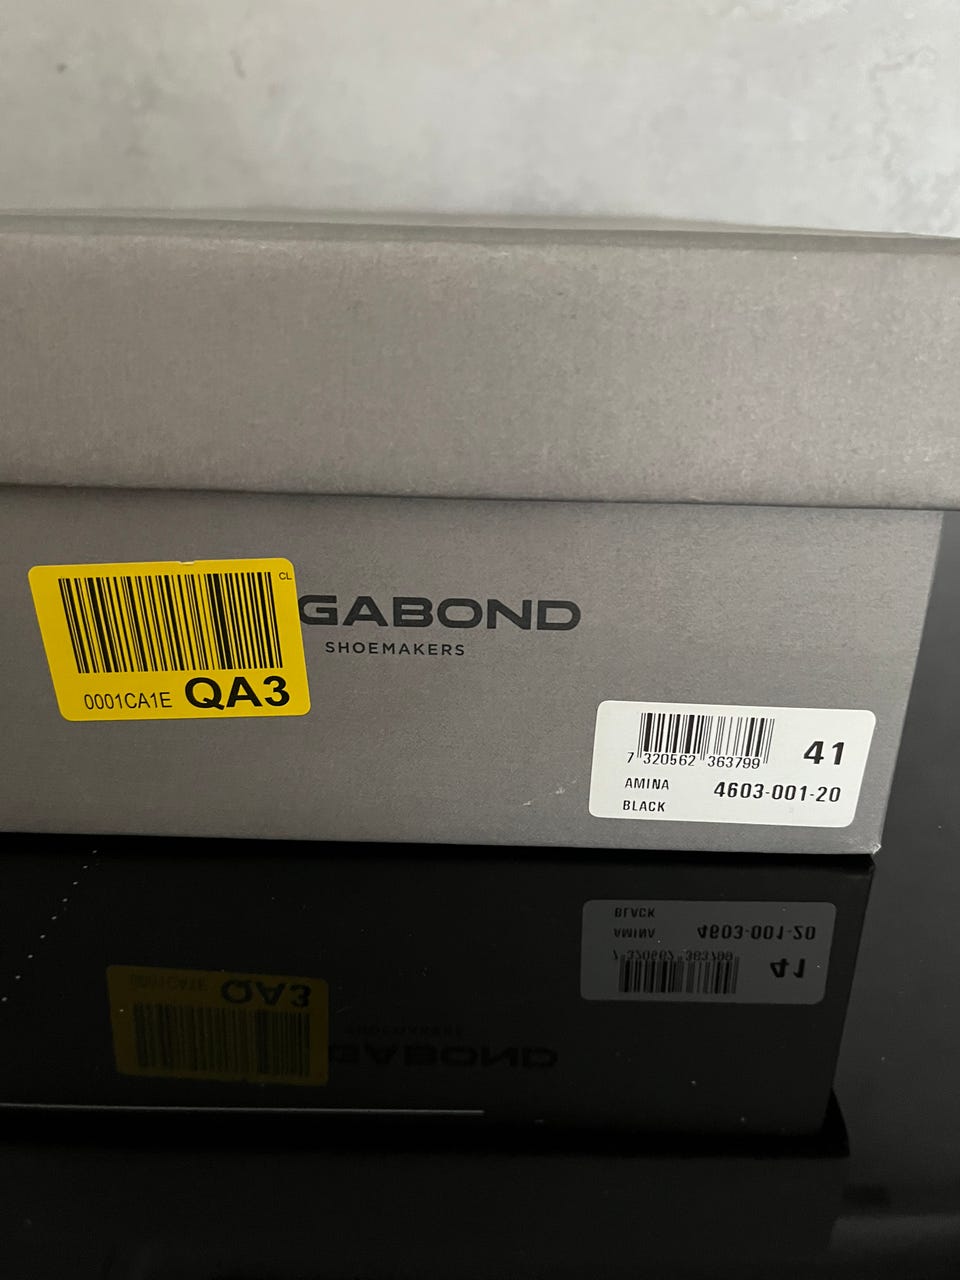 CL
0001CA1E QA3
GABOND
SHOEMAKERS
7 320562 363799
41
AMINA
4603-001-20
BLACK